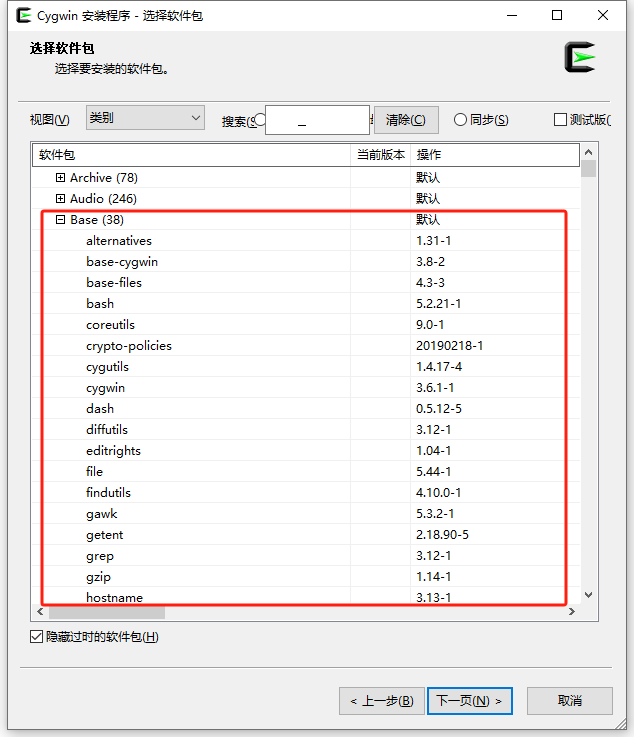 Cygwin 安装程序 - 选择软件包
选择软件包
选择要安装的软件包。
视图(V) 类别 搜索(S 清除(C) 同步(S) 测试版(
软件包 当前版本 操作
Archive (78) 默认
Audio (246) 默认
Base (38) 默认
alternatives 1.31-1
base-cygwin 3.8-2
base-files 4.3-3
bash 5.2.21-1
coreutils 9.0-1
crypto-policies 20190218-1
cygutils 1.4.17-4
cygwin 3.6.1-1
dash 0.5.12-5
diffutils 3.12-1
editrights 1.04-1
file 5.44-1
findutils 4.10.0-1
gawk 5.3.2-1
getent 2.18.90-5
grep 3.12-1
gzip 1.14-1
hostname 3.13-1
隐藏过时的软件包(H)
< 上一步(B) 下一页(N) > 取消